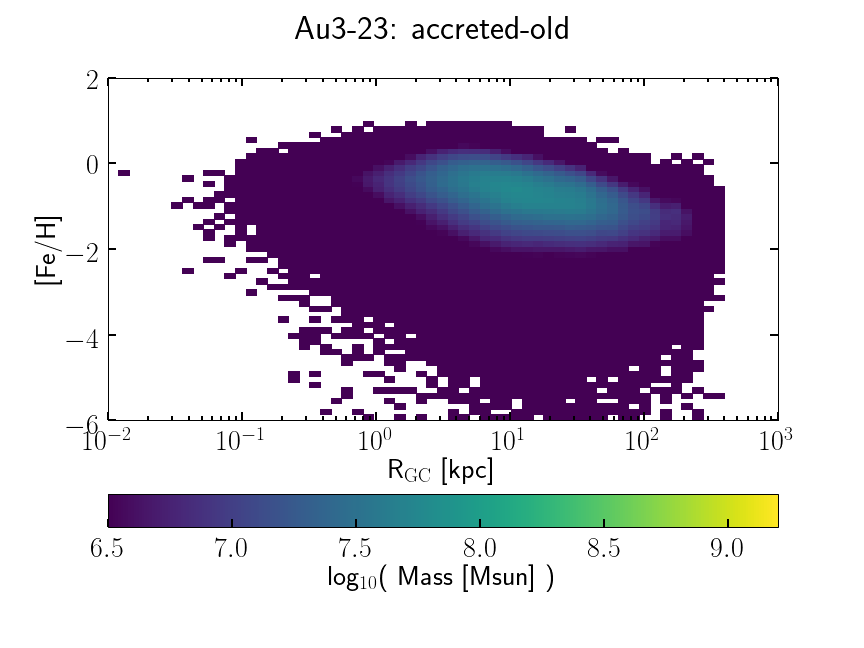 Au3-23: accreted-old
2
0
−2
−4
−6
[Fe/H]
10⁻² 10⁻¹ 10⁰ 10¹ 10² 10³
R_GC [kpc]
6.5 7.0 7.5 8.0 8.5 9.0
log₁₀( Mass [Msun] )